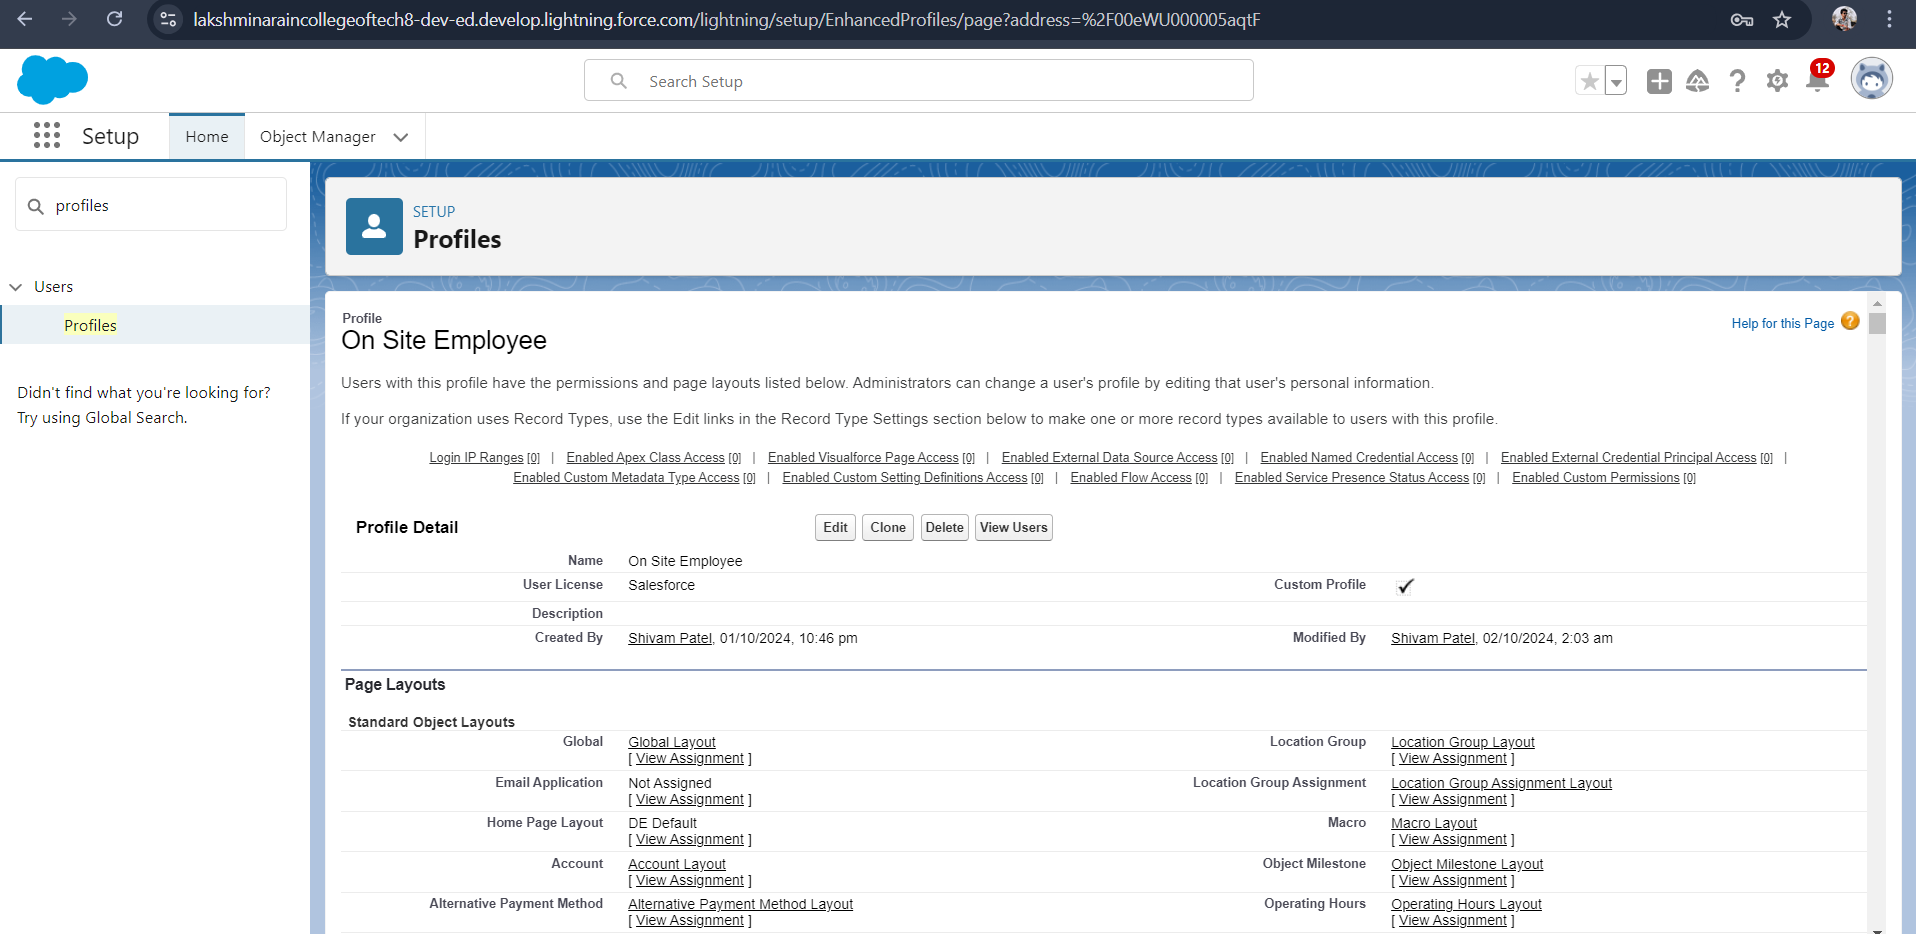 lakshminaraincollegeoftech8-dev-ed.develop.lightning.force.com/lightning/setup/EnhancedProfiles/page?address=%2F00eWU000005aqtF
Search Setup
12
Setup
Home
Object Manager
profiles
Users
Profiles
Didn't find what you're looking for?
Try using Global Search.
SETUP
Profiles
Profile
On Site Employee
Help for this Page ?
Users with this profile have the permissions and page layouts listed below. Administrators can change a user's profile by editing that user's personal information.
If your organization uses Record Types, use the Edit links in the Record Type Settings section below to make one or more record types available to users with this profile.
Login IP Ranges [0] | Enabled Apex Class Access [0] | Enabled Visualforce Page Access [0] | Enabled External Data Source Access [0] | Enabled Named Credential Access [0] | Enabled External Credential Principal Access [0] |
Enabled Custom Metadata Type Access [0] | Enabled Custom Setting Definitions Access [0] | Enabled Flow Access [0] | Enabled Service Presence Status Access [0] | Enabled Custom Permissions [0]
Profile Detail Edit Clone Delete View Users
Name On Site Employee
User License Salesforce Custom Profile
Description
Created By Shivam Patel, 01/10/2024, 10:46 pm Modified By Shivam Patel, 02/10/2024, 2:03 am
Page Layouts
Standard Object Layouts
Global Global Layout Location Group Location Group Layout
[ View Assignment ] [ View Assignment ]
Email Application Not Assigned Location Group Assignment Location Group Assignment Layout
[ View Assignment ] [ View Assignment ]
Home Page Layout DE Default Macro Macro Layout
[ View Assignment ] [ View Assignment ]
Account Account Layout Object Milestone Object Milestone Layout
[ View Assignment ] [ View Assignment ]
Alternative Payment Method Alternative Payment Method Layout Operating Hours Operating Hours Layout
[ View Assignment ] [ View Assignment ]